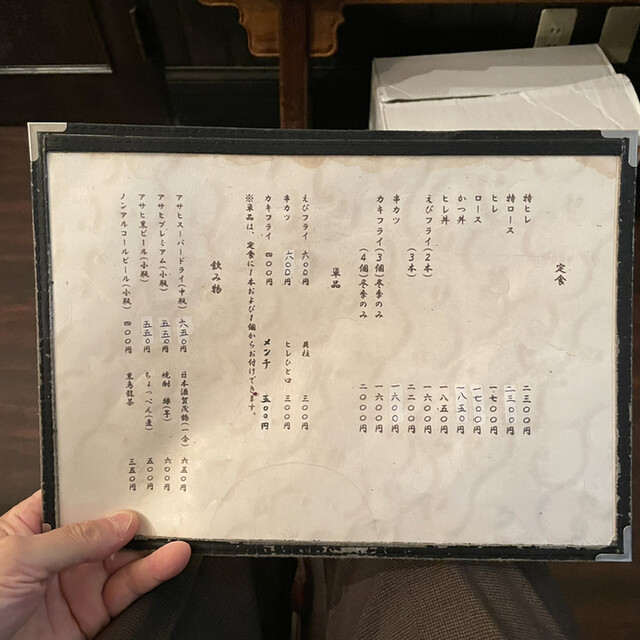 定食
特ヒレ 二三〇〇円
特ロース 二三〇〇円
ヒレ 一七〇〇円
ロース 一七〇〇円
かつ丼 一八五〇円
ヒレ丼 一八五〇円
えびフライ(2本) 一六〇〇円
(3本) 二二〇〇円
串カツ 一六〇〇円
カキフライ(3個)冬季のみ 一六〇〇円
(4個)冬季のみ 二〇〇〇円
単品
えびフライ 六〇〇円 貝柱 三〇〇円
串カツ 六〇〇円 ヒレひと口 三〇〇円
カキフライ 四〇〇円 メンチ 五〇〇円
※単品は、定食に1本および1個からお付けできます。
飲み物
アサヒスーパードライ(中瓶) 六五〇円 日本酒賀茂鶴(一合) 六五〇円
アサヒプレミアム(小瓶) 五五〇円 焼酎 縁(芋) 六〇〇円
アサヒ黒ビール(小瓶) 五五〇円 ちょっぺん(麦) 五〇〇円
ノンアルコールビール(小瓶) 四〇〇円 黒烏龍茶 三五〇円